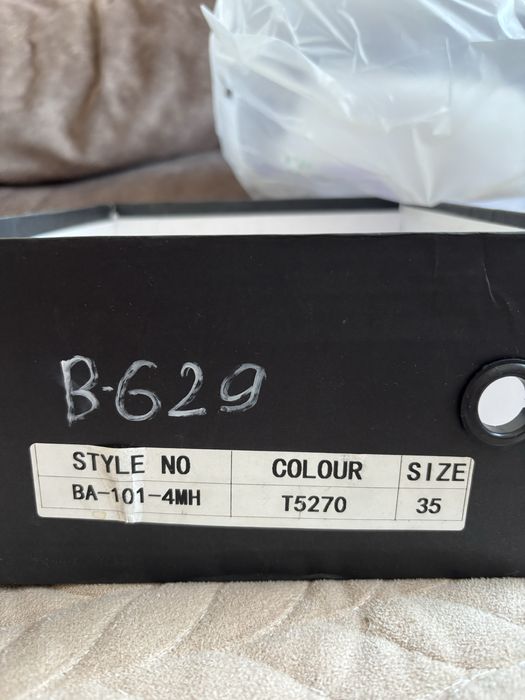 B-629
STYLE NO COLOUR SIZE
BA-101-4MH T5270 35